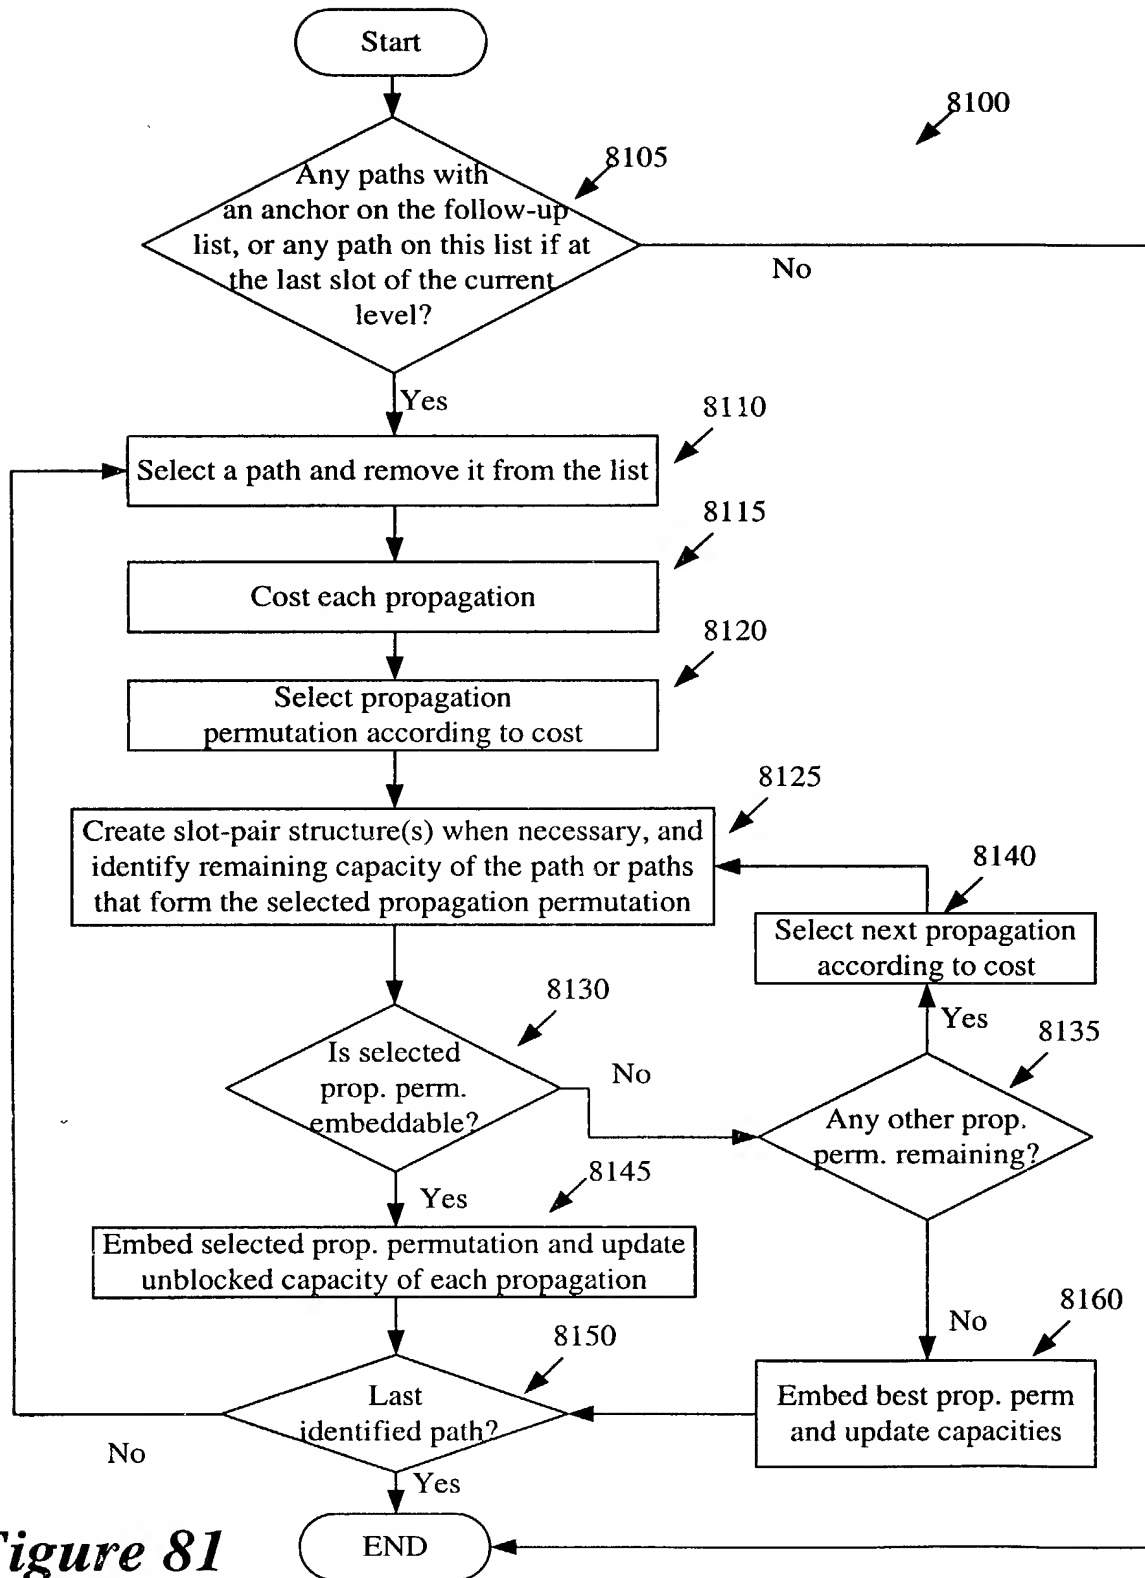 Start
8100
8105
Any paths with
an anchor on the follow-up
list, or any path on this list if at
the last slot of the current
level?
No
Yes
8110
Select a path and remove it from the list
8115
Cost each propagation
8120
Select propagation
permutation according to cost
8125
Create slot-pair structure(s) when necessary, and
identify remaining capacity of the path or paths
that form the selected propagation permutation
8140
Select next propagation
according to cost
Yes
8130
Is selected
prop. perm.
embeddable?
No
8135
Any other prop.
perm. remaining?
Yes
8145
Embed selected prop. permutation and update
unblocked capacity of each propagation
No
8160
Embed best prop. perm
and update capacities
8150
Last
identified path?
No
Yes
END
Figure 81